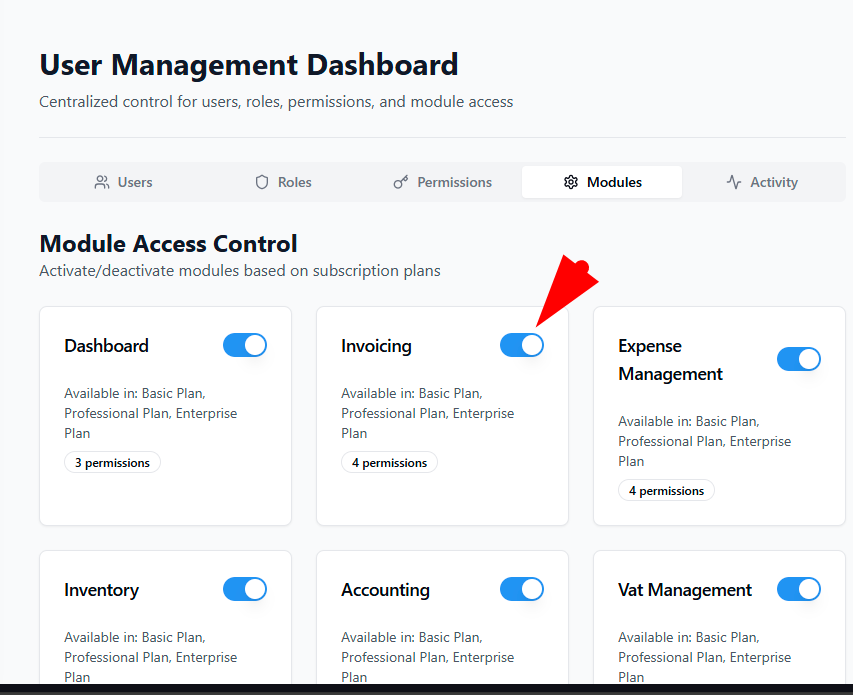 User Management Dashboard
Centralized control for users, roles, permissions, and module access
Users
Roles
Permissions
Modules
Activity
Module Access Control
Activate/deactivate modules based on subscription plans
Dashboard
Available in: Basic Plan,
Professional Plan, Enterprise
Plan
3 permissions
Invoicing
Available in: Basic Plan,
Professional Plan, Enterprise
Plan
4 permissions
Expense
Management
Available in: Basic Plan,
Professional Plan, Enterprise
Plan
4 permissions
Inventory
Available in: Basic Plan,
Professional Plan, Enterprise
Plan
Accounting
Available in: Basic Plan,
Professional Plan, Enterprise
Plan
Vat Management
Available in: Basic Plan,
Professional Plan, Enterprise
Plan